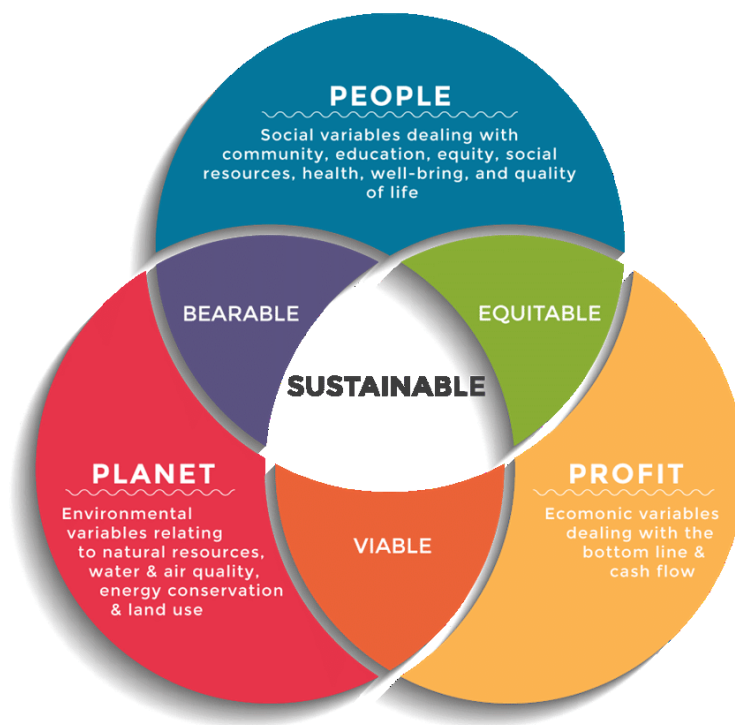 PEOPLE
Social variables dealing with
community, education, equity, social
resources, health, well-bring, and quality
of life
BEARABLE
EQUITABLE
SUSTAINABLE
PLANET
Environmental
variables relating
to natural resources,
water & air quality,
energy conservation
& land use
PROFIT
Ecomonic variables
dealing with the
bottom line &
cash flow
VIABLE